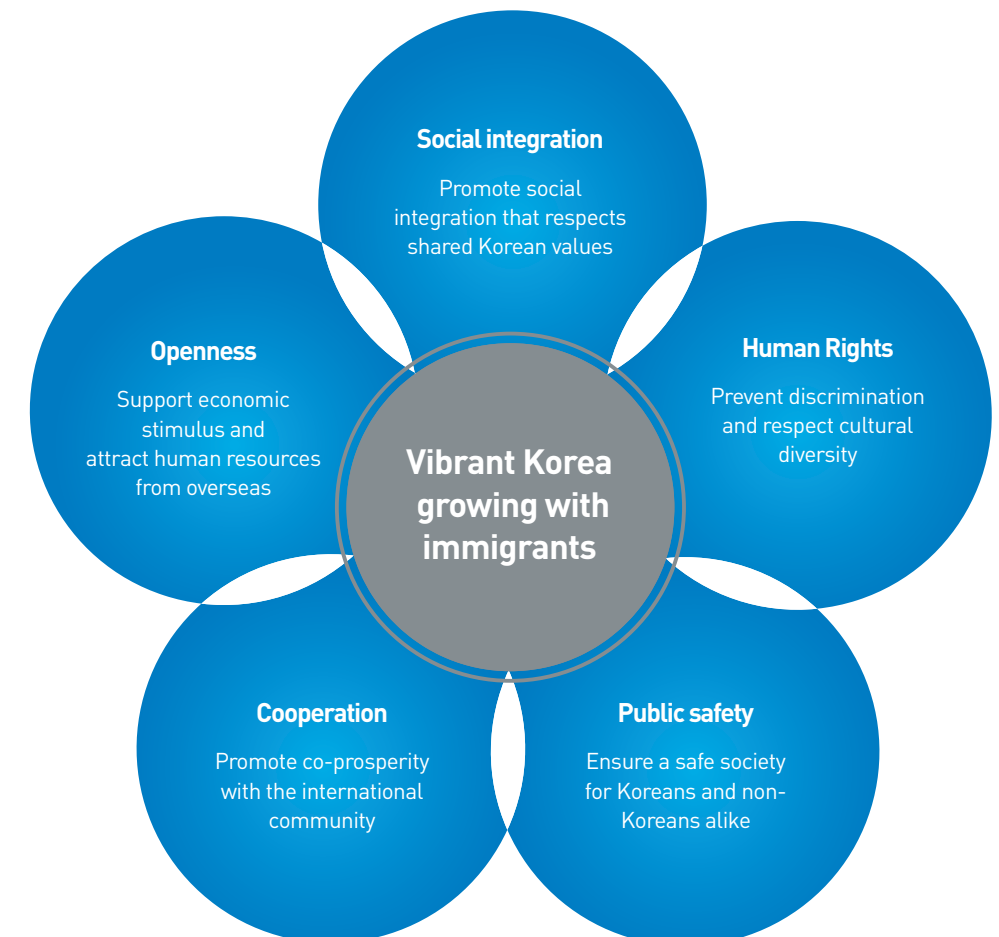 Social integration
Promote social
integration that respects
shared Korean values
Openness
Support economic
stimulus and
attract human resources
from overseas
Human Rights
Prevent discrimination
and respect cultural
diversity
Vibrant Korea
growing with
immigrants
Cooperation
Promote co-prosperity
with the international
community
Public safety
Ensure a safe society
for Koreans and non-
Koreans alike